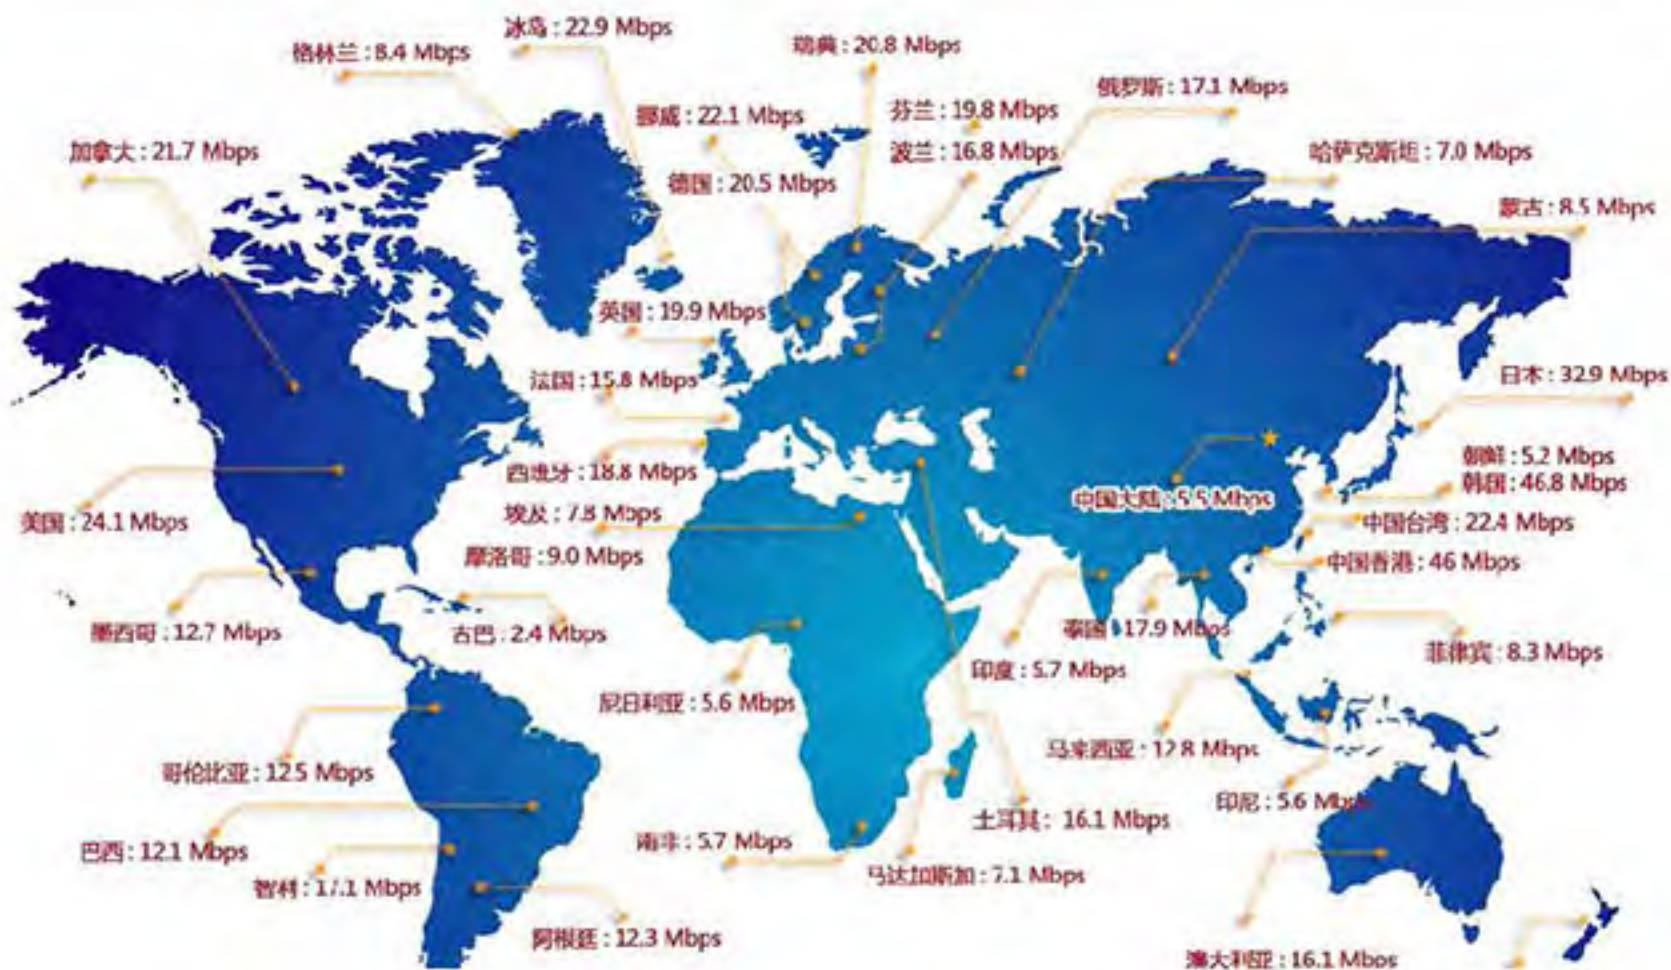 冰岛 : 22.9 Mbps
格林兰 : 8.4 Mbps
瑞典 : 20.8 Mbps
俄罗斯 : 17.1 Mbps
挪威 : 22.1 Mbps
芬兰 : 19.8 Mbps
加拿大 : 21.7 Mbps
波兰 : 16.8 Mbps
哈萨克斯坦 : 7.0 Mbps
德国 : 20.5 Mbps
蒙古 : 8.5 Mbps
英国 : 19.9 Mbps
法国 : 15.8 Mbps
日本 : 32.9 Mbps
西班牙 : 18.8 Mbps
朝鲜 : 5.2 Mbps
韩国 : 46.8 Mbps
中国大陆 : 5.5 Mbps
埃及 : 7.8 Mbps
美国 : 24.1 Mbps
中国台湾 : 22.4 Mbps
摩洛哥 : 9.0 Mbps
中国香港 : 46 Mbps
墨西哥 : 12.7 Mbps
古巴 : 2.4 Mbps
泰国 : 17.9 Mbps
菲律宾 : 8.3 Mbps
印度 : 5.7 Mbps
尼日利亚 : 5.6 Mbps
马来西亚 : 12.8 Mbps
哥伦比亚 : 12.5 Mbps
印尼 : 5.6 Mbps
土耳其 : 16.1 Mbps
南非 : 5.7 Mbps
巴西 : 12.1 Mbps
马达加斯加 : 7.1 Mbps
智利 : 17.1 Mbps
阿根廷 : 12.3 Mbps
澳大利亚 : 16.1 Mbps